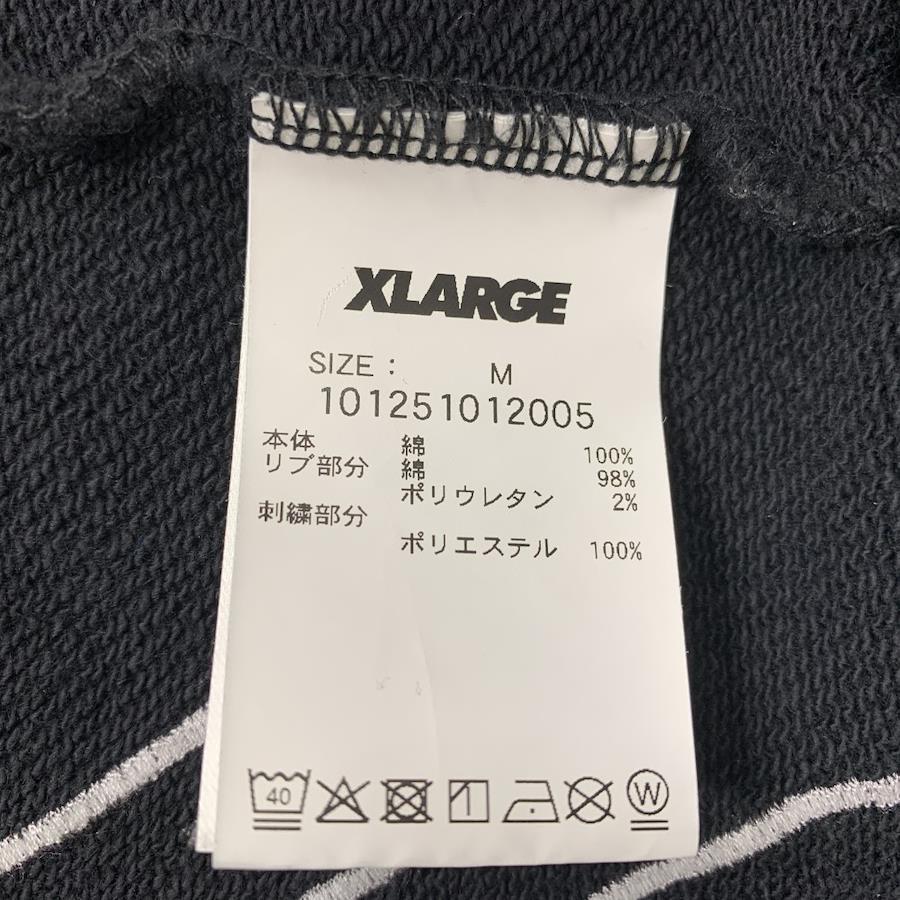 XLARGE
SIZE : M
101251012005
本体 綿 100%
リブ部分 綿 98%
ポリウレタン 2%
刺繍部分
ポリエステル 100%
40 W